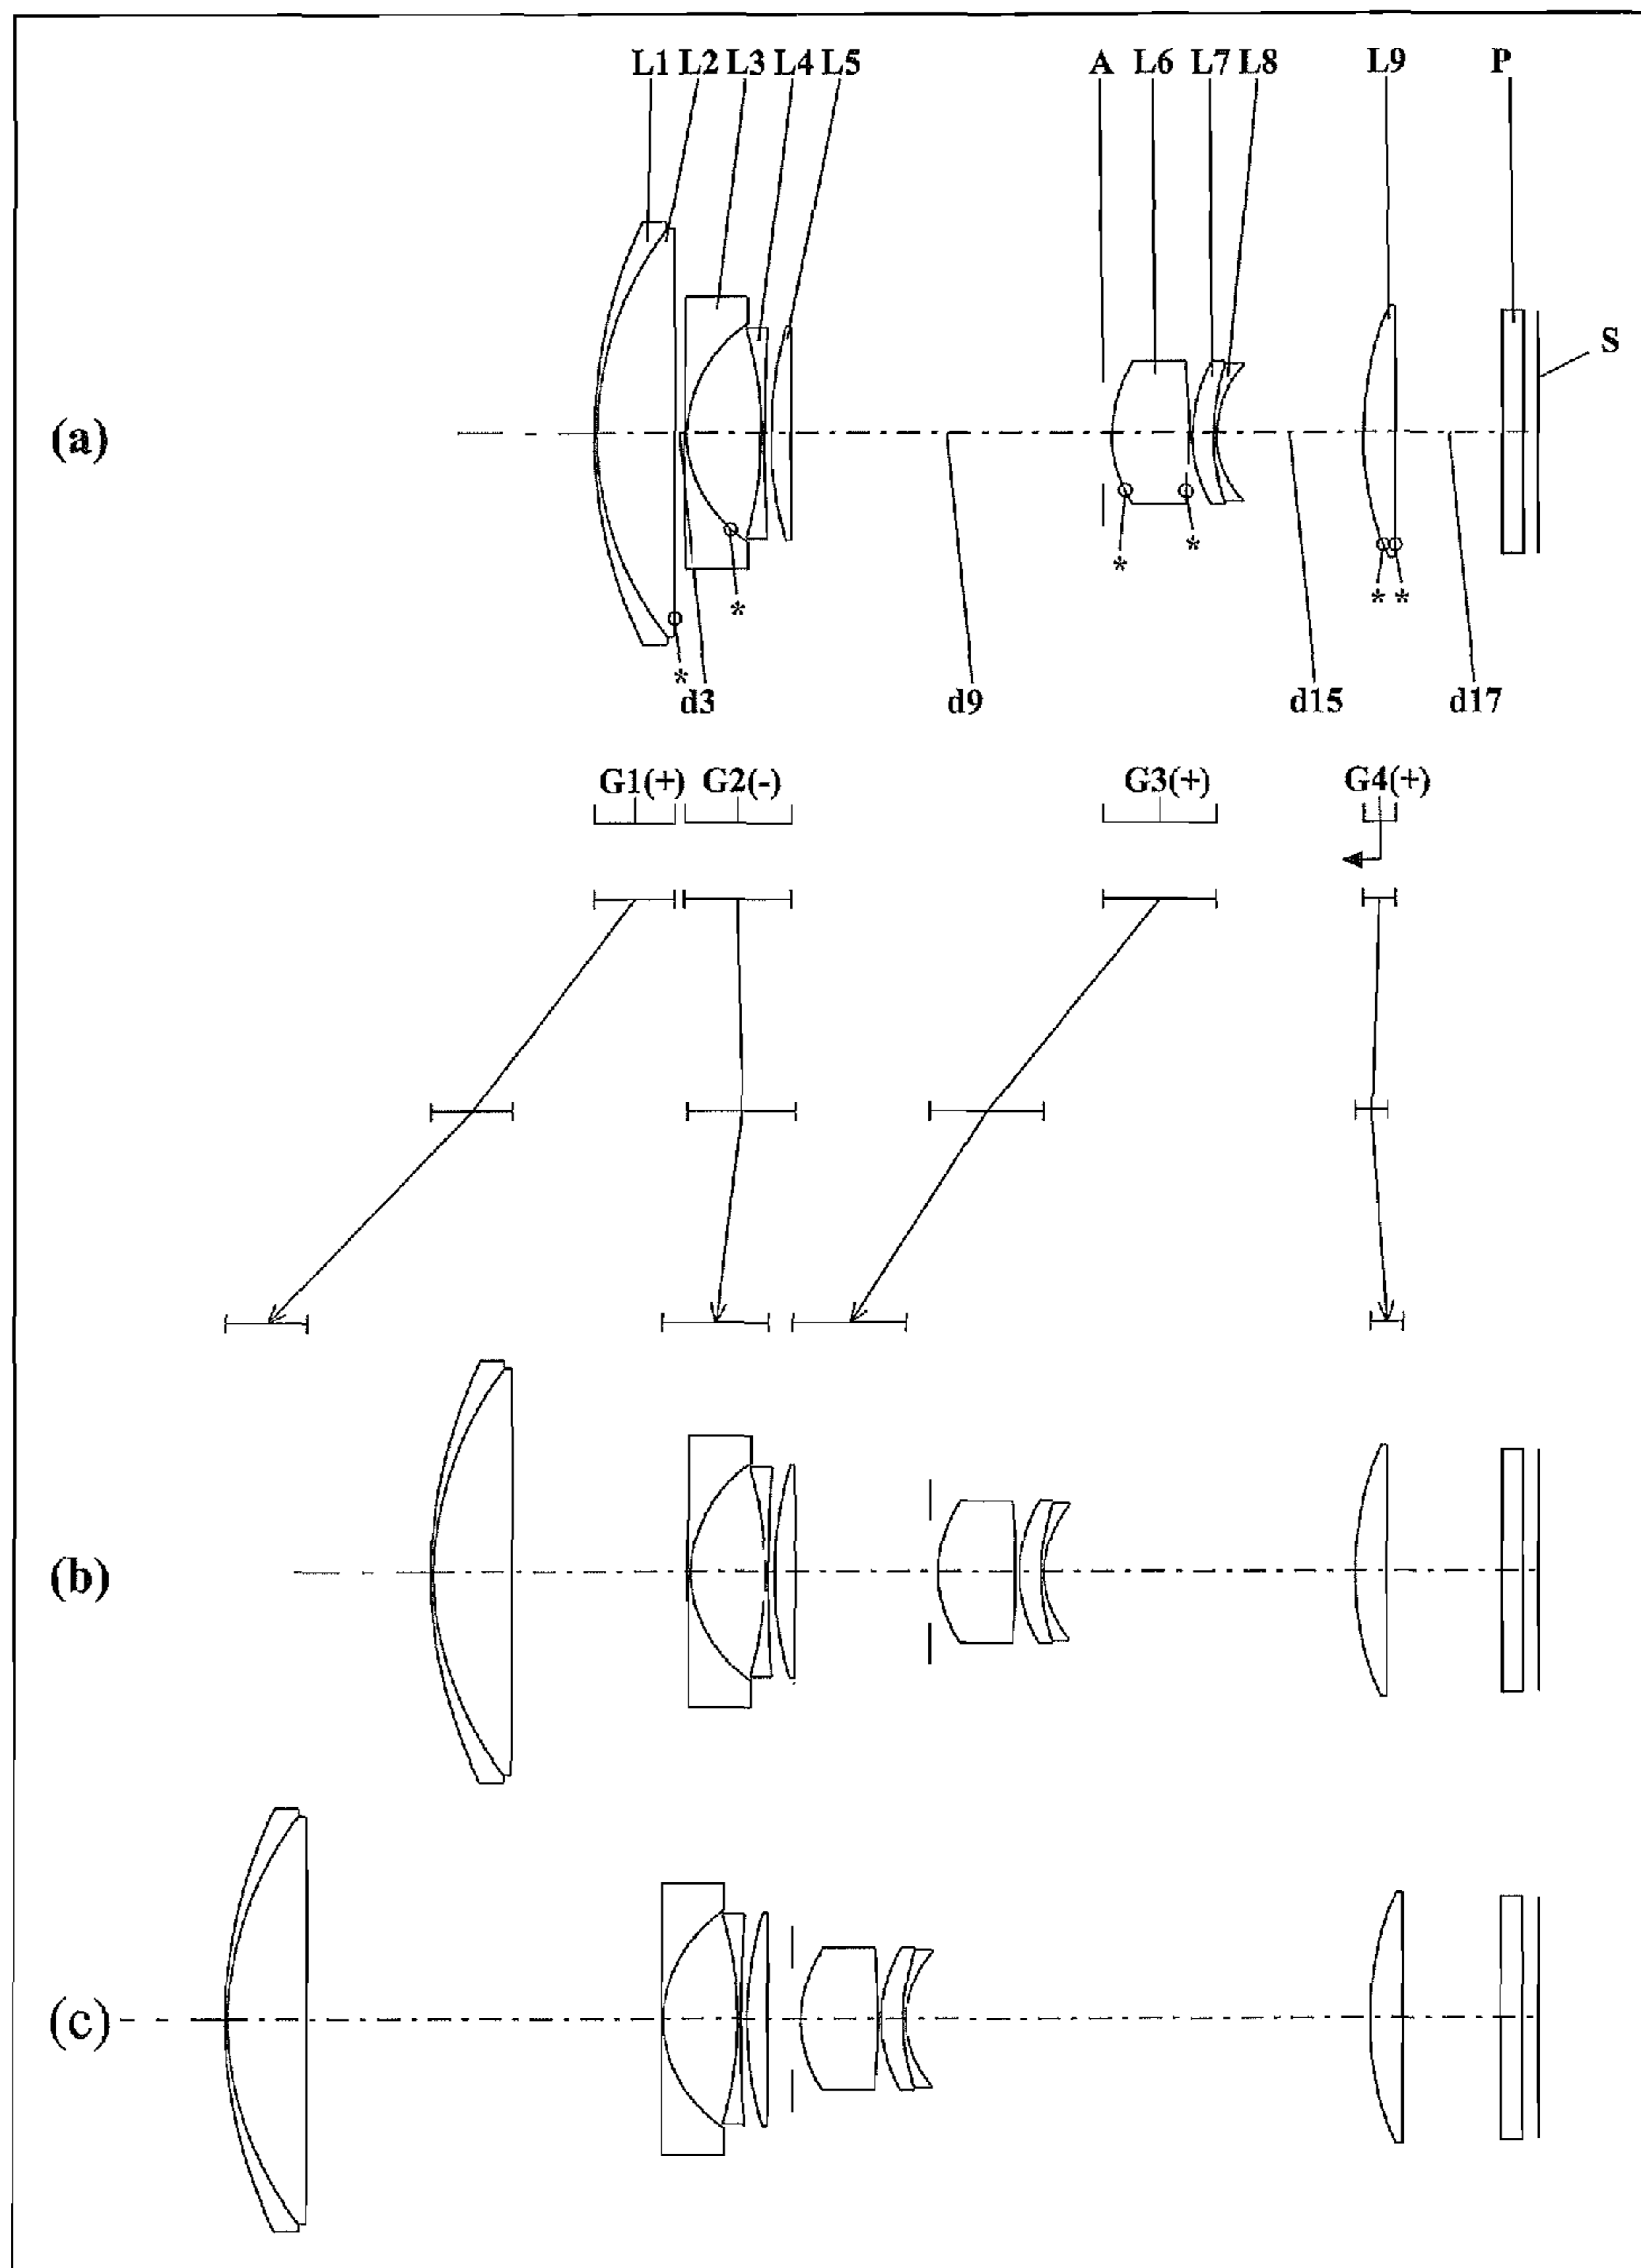 L1 L2 L3 L4 L5 A L6 L7 L8 L9 P
S
(a)
* * * * * *
d3 d9 d15 d17
G1(+) G2(-) G3(+) G4(+)
(b)
(c)